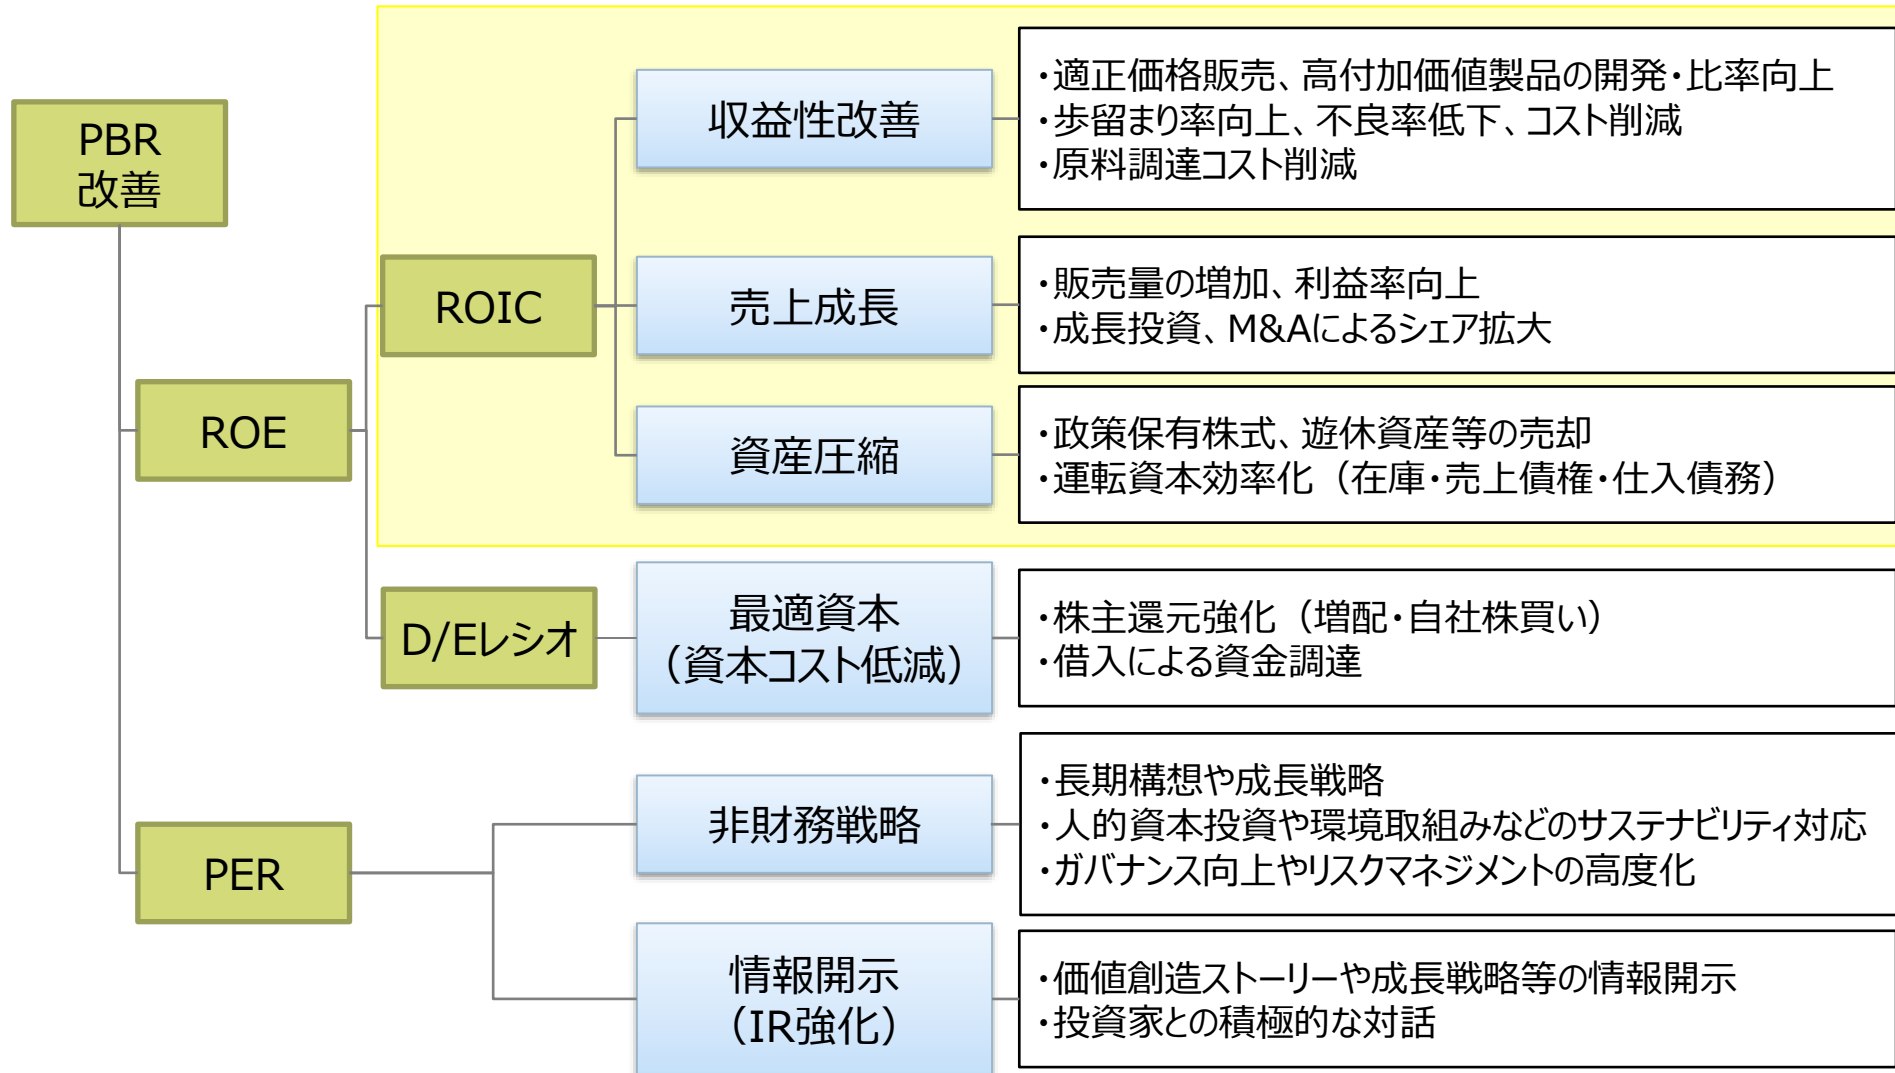 PBR
改善
ROE
ROIC
収益性改善
・適正価格販売、高付加価値製品の開発・比率向上
・歩留まり率向上、不良率低下、コスト削減
・原料調達コスト削減
売上成長
・販売量の増加、利益率向上
・成長投資、M&Aによるシェア拡大
資産圧縮
・政策保有株式、遊休資産等の売却
・運転資本効率化（在庫・売上債権・仕入債務）
D/Eレシオ
最適資本
（資本コスト低減）
・株主還元強化（増配・自社株買い）
・借入による資金調達
PER
非財務戦略
・長期構想や成長戦略
・人的資本投資や環境取組みなどのサステナビリティ対応
・ガバナンス向上やリスクマネジメントの高度化
情報開示
（IR強化）
・価値創造ストーリーや成長戦略等の情報開示
・投資家との積極的な対話